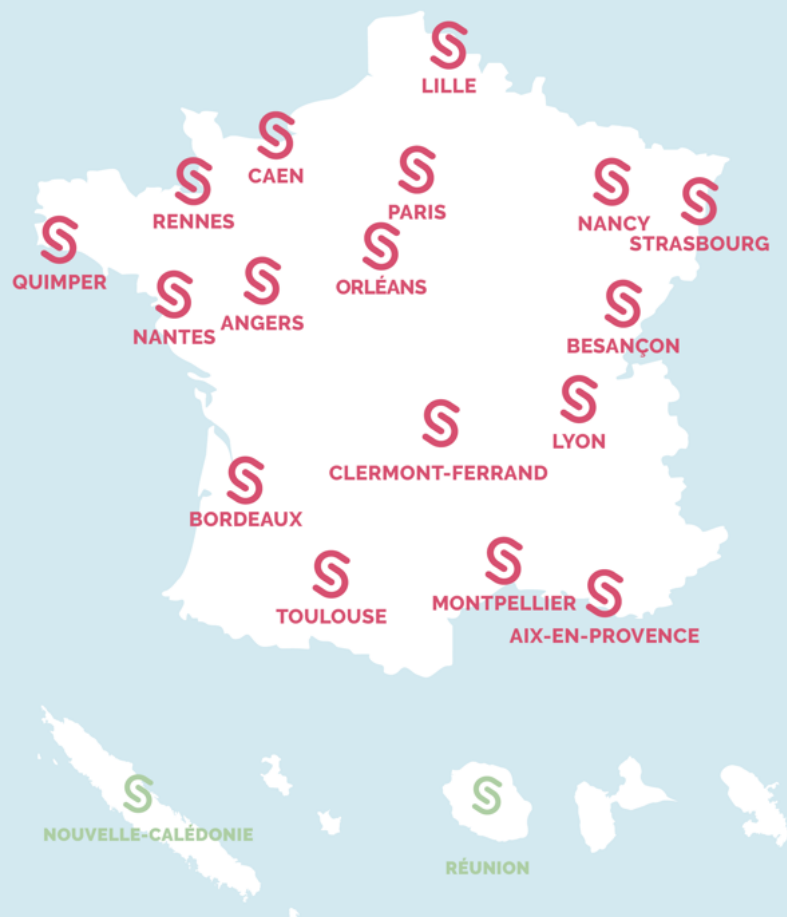 LILLE
CAEN
PARIS
RENNES
NANCY
STRASBOURG
QUIMPER
ORLÉANS
NANTES
ANGERS
BESANÇON
LYON
CLERMONT-FERRAND
BORDEAUX
TOULOUSE
MONTPELLIER
AIX-EN-PROVENCE
NOUVELLE-CALÉDONIE
RÉUNION